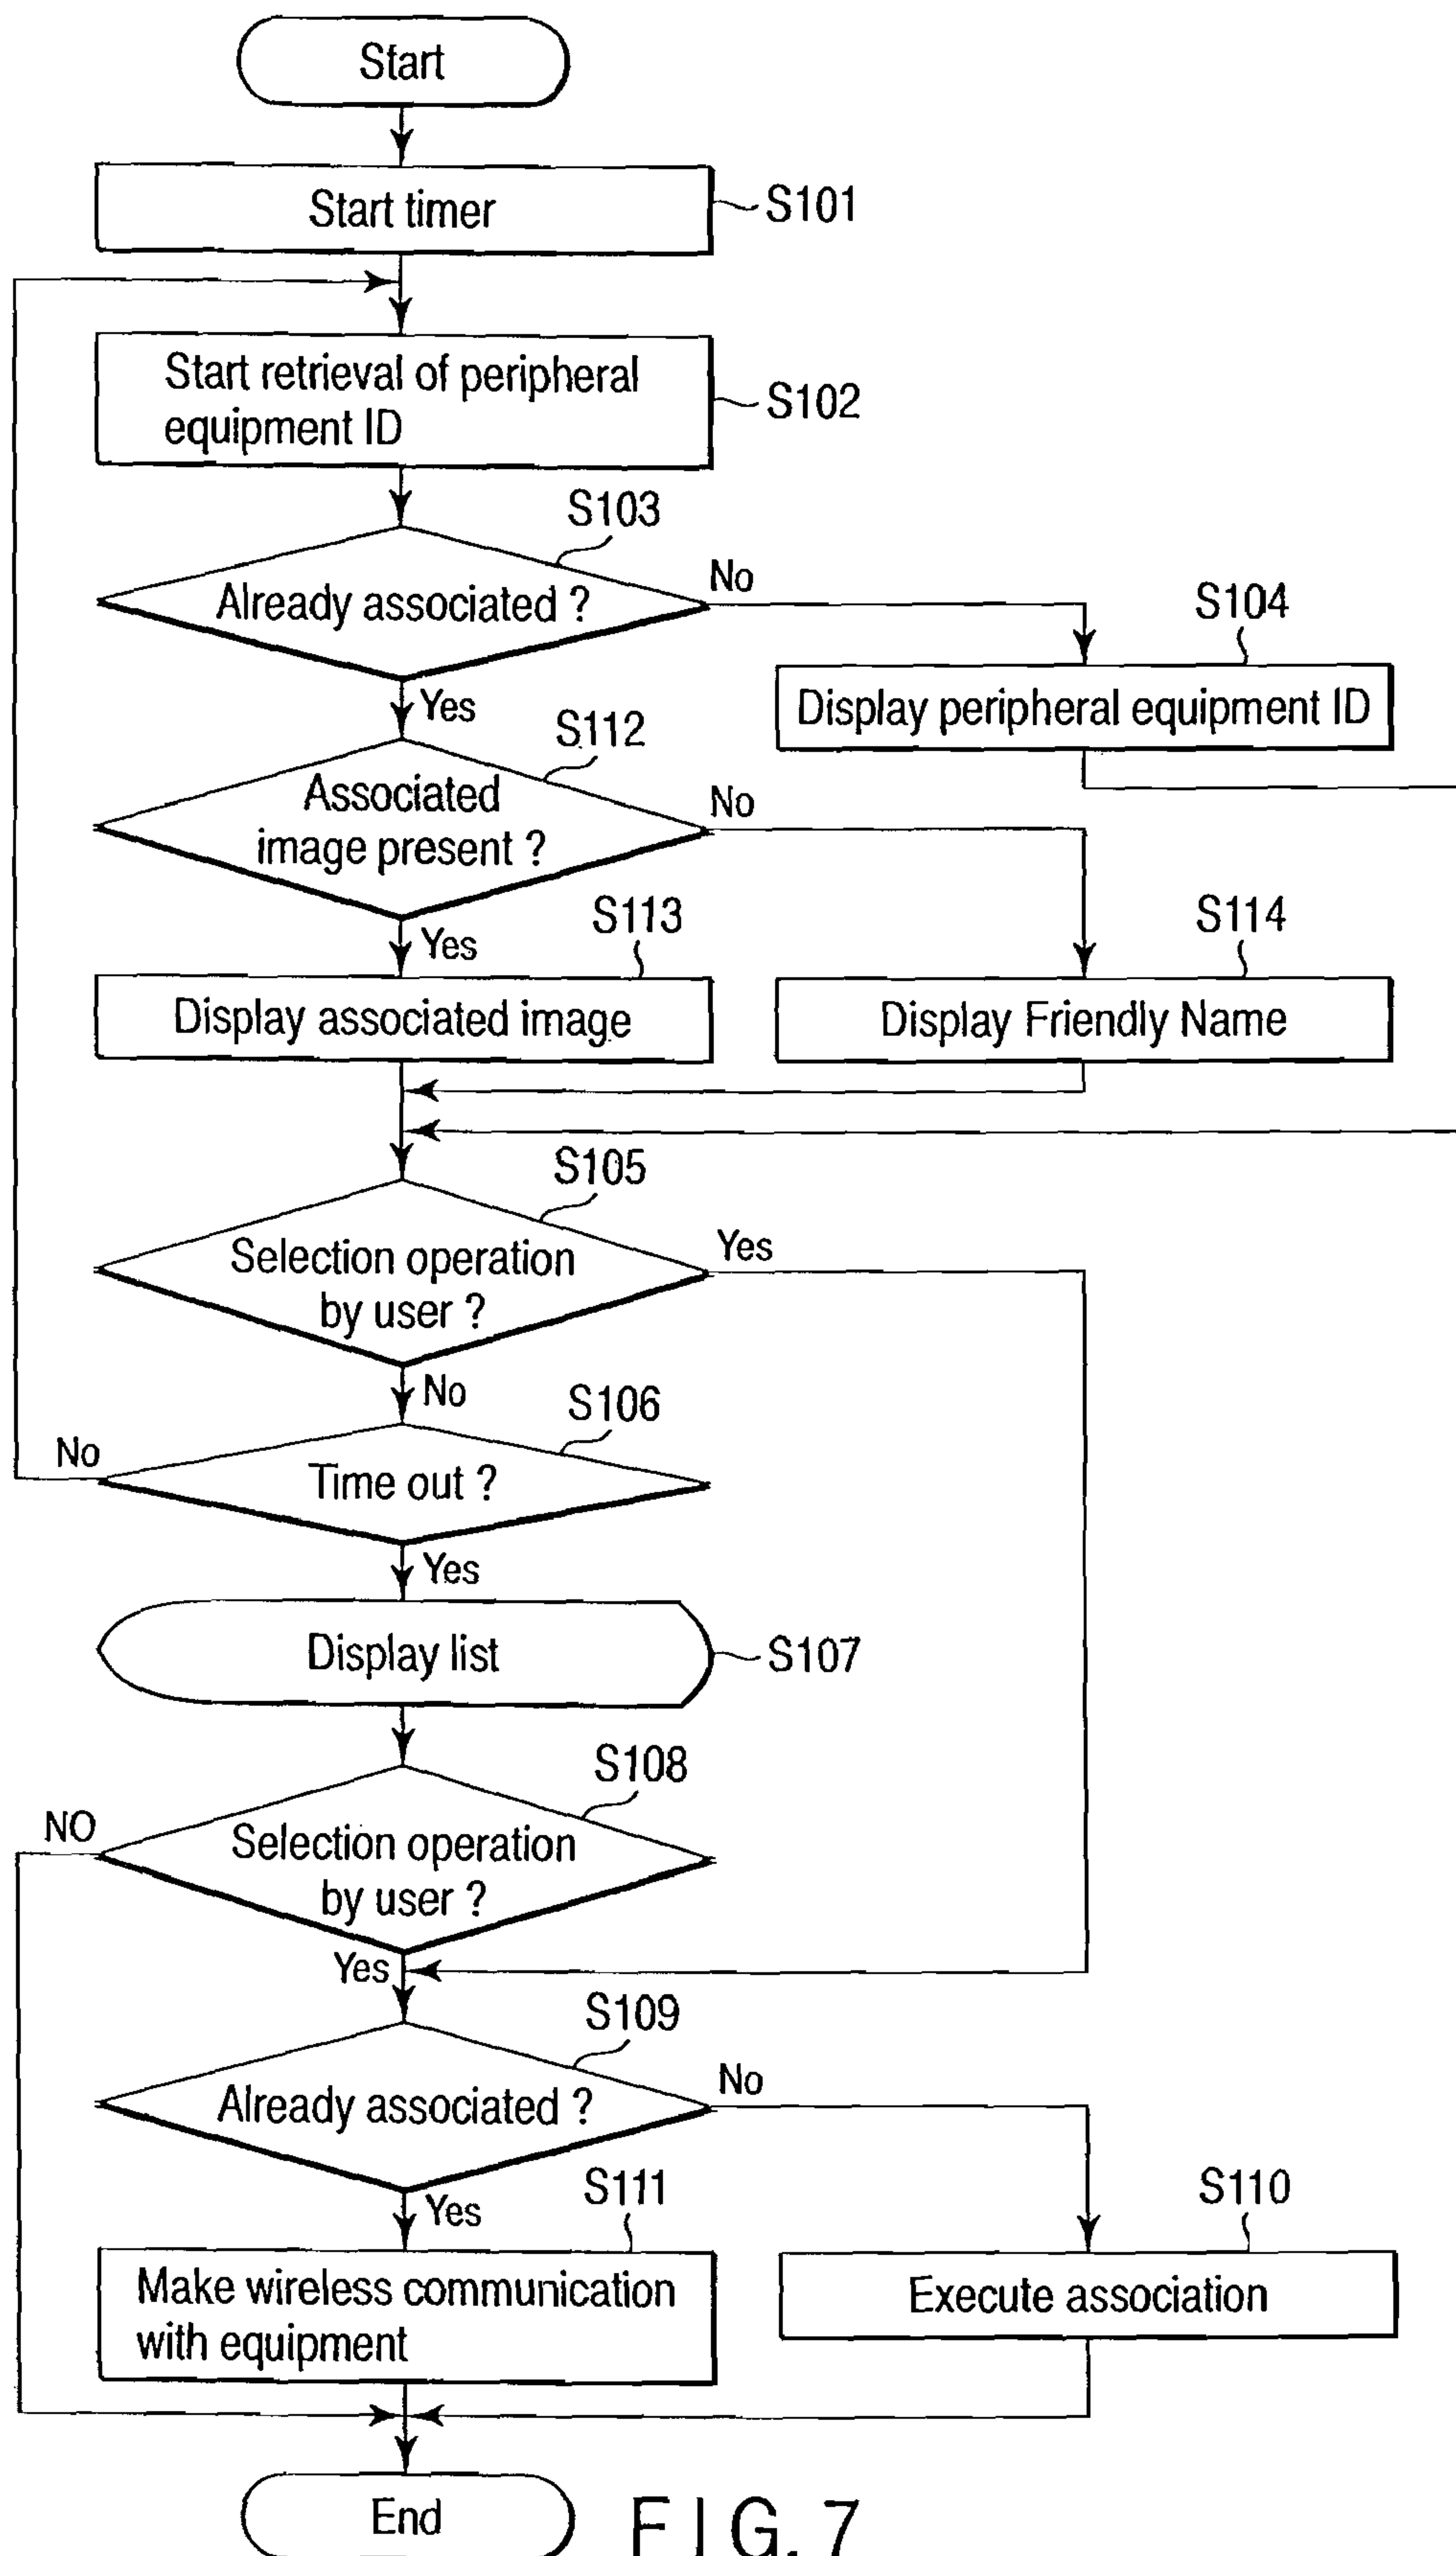 Start
Start timer
S101
Start retrieval of peripheral
equipment ID
S102
S103
Already associated ?
No
S104
Display peripheral equipment ID
Yes
S112
Associated
image present ?
No
S113
S114
Yes
Display associated image
Display Friendly Name
S105
Selection operation
by user ?
Yes
No
S106
No
Time out ?
Yes
Display list
S107
S108
NO
Selection operation
by user ?
Yes
S109
Already associated ?
No
S111
S110
Yes
Make wireless communication
with equipment
Execute association
End
FIG. 7